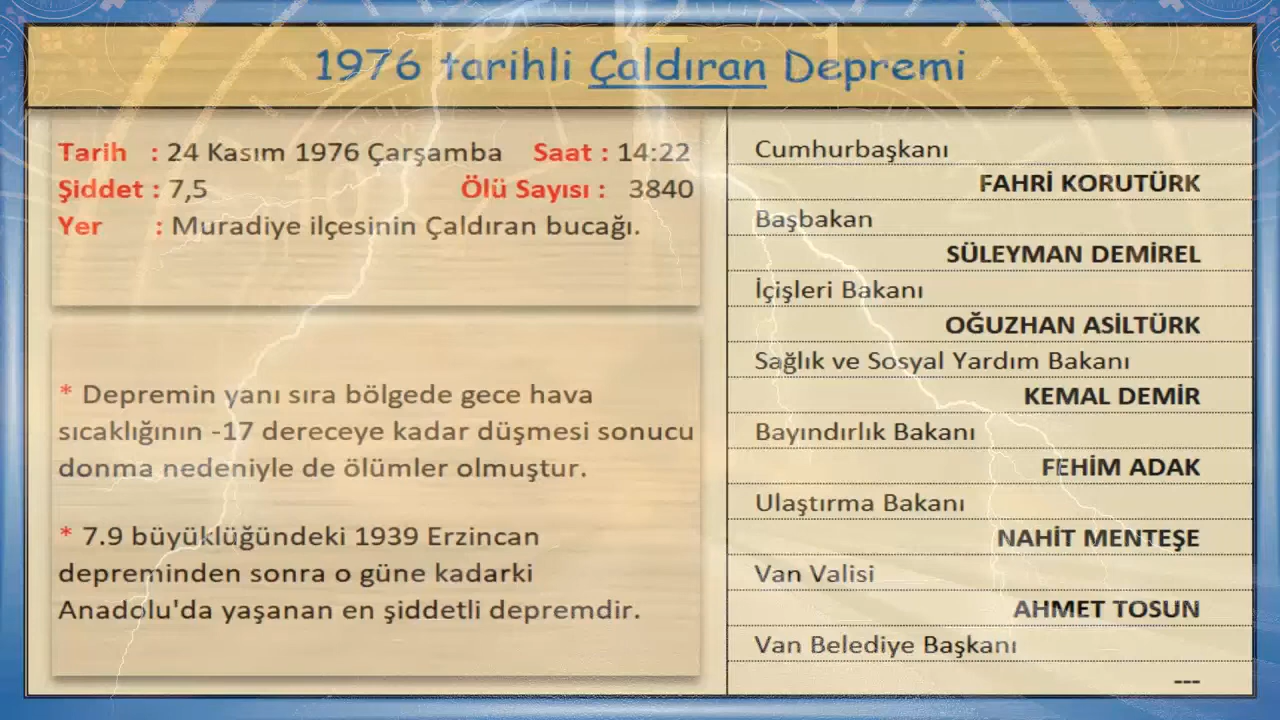 1976 tarihli Çaldıran Depremi
Tarih : 24 Kasım 1976 Çarşamba Saat : 14:22
Şiddet : 7,5 Ölü Sayısı : 3840
Yer : Muradiye ilçesinin Çaldıran bucağı.
* Depremin yanı sıra bölgede gece hava
sıcaklığının -17 dereceye kadar düşmesi sonucu
donma nedeniyle de ölümler olmuştur.
* 7.9 büyüklüğündeki 1939 Erzincan
depreminden sonra o güne kadarki
Anadolu'da yaşanan en şiddetli depremdir.
Cumhurbaşkanı
FAHRİ KORUTÜRK
Başbakan
SÜLEYMAN DEMİREL
İçişleri Bakanı
OĞUZHAN ASİLTÜRK
Sağlık ve Sosyal Yardım Bakanı
KEMAL DEMİR
Bayındırlık Bakanı
FEHİM ADAK
Ulaştırma Bakanı
NAHİT MENTEŞE
Van Valisi
AHMET TOSUN
Van Belediye Başkanı
---